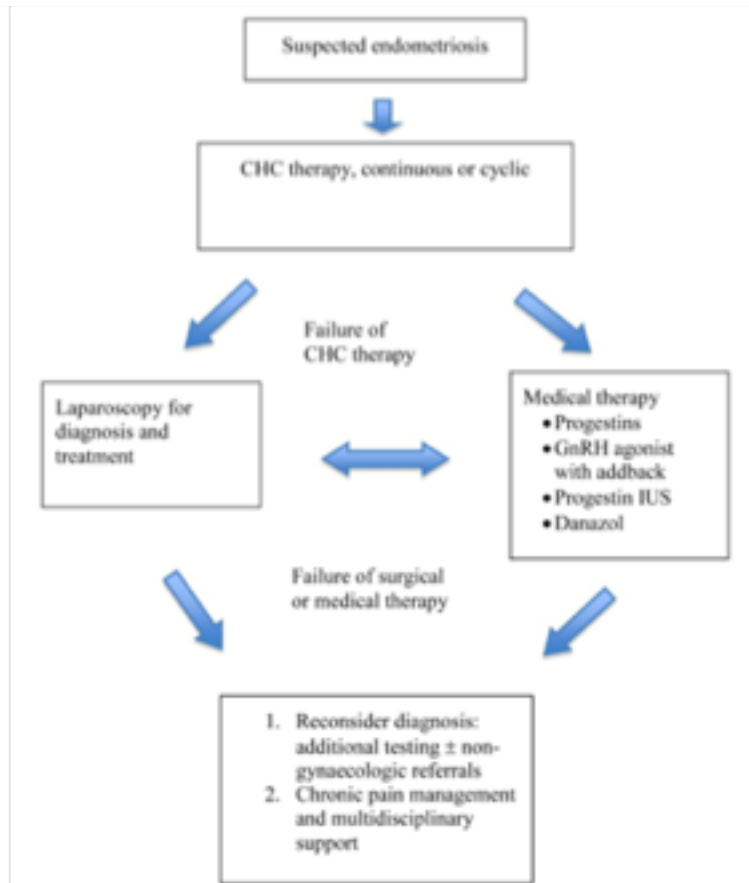 Suspected endometriosis
CHC therapy, continuous or cyclic
Failure of
CHC therapy
Laparoscopy for
diagnosis and
treatment
Medical therapy
• Progestins
• GnRH agonist
with addback
• Progestin IUS
• Danazol
Failure of surgical
or medical therapy
1. Reconsider diagnosis:
additional testing ± non-
gynaecologic referrals
2. Chronic pain management
and multidisciplinary
support